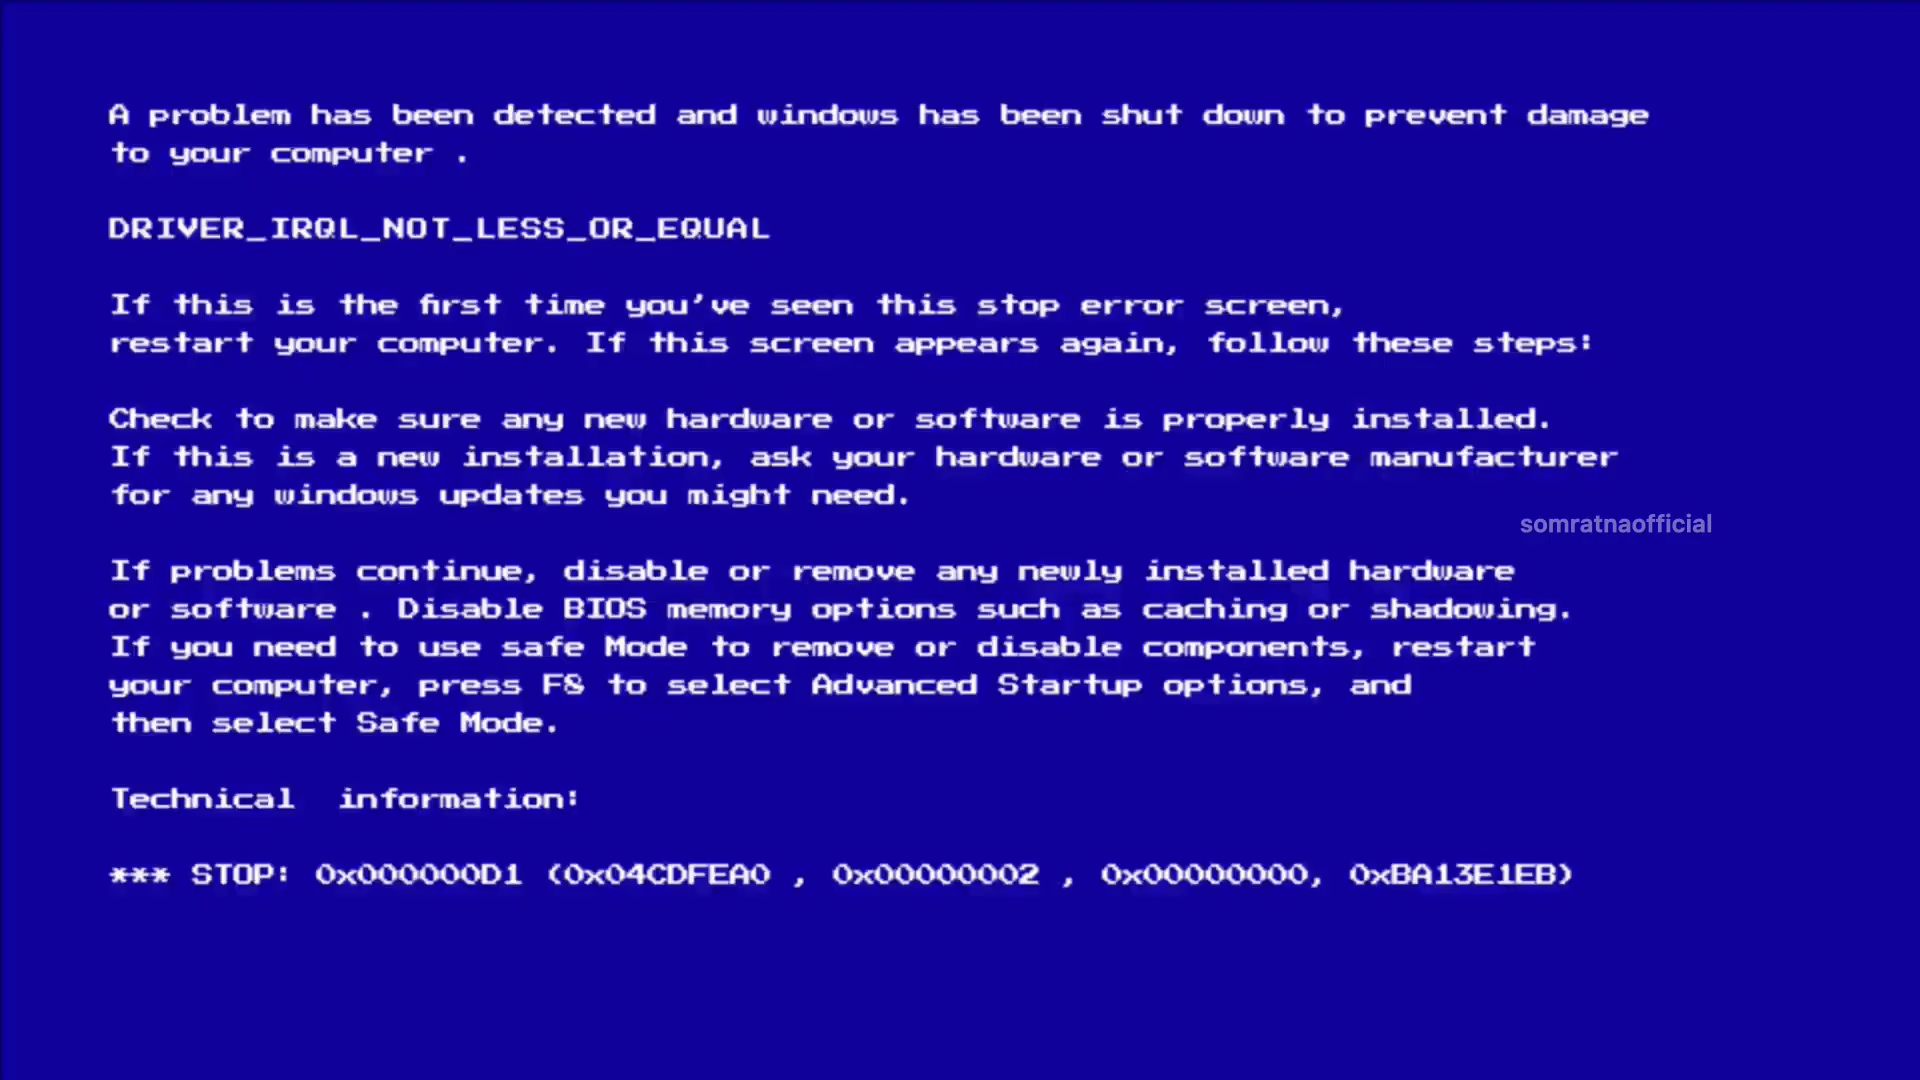 A problem has been detected and windows has been shut down to prevent damage
to your computer .
DRIVER_IRQL_NOT_LESS_OR_EQUAL
If this is the first time you've seen this stop error screen,
restart your computer. If this screen appears again, follow these steps:
Check to make sure any new hardware or software is properly installed.
If this is a new installation, ask your hardware or software manufacturer
for any windows updates you might need.
somratnaofficial
If problems continue, disable or remove any newly installed hardware
or software . Disable BIOS memory options such as caching or shadowing.
If you need to use safe Mode to remove or disable components, restart
your computer, press F& to select Advanced Startup options, and
then select Safe Mode.
Technical information:
*** STOP: 0x000000D1 (0x04CDFEA0 , 0x00000002 , 0x00000000, 0xBA13E1EB)